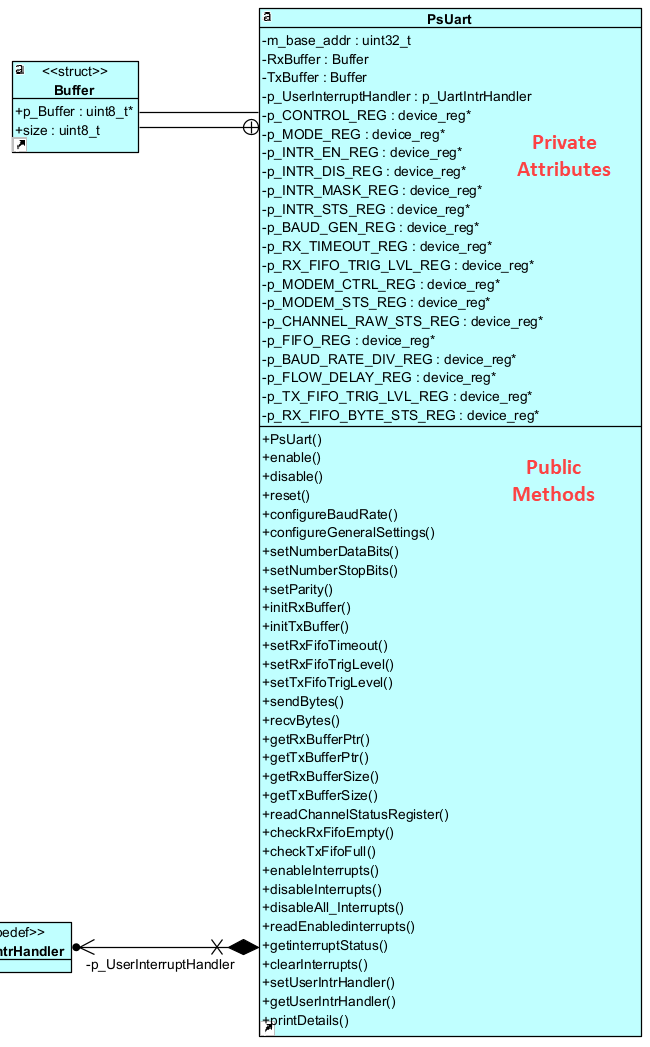 a
<<struct>>
Buffer
+p_Buffer : uint8_t*
+size : uint8_t
a
PsUart
-m_base_addr : uint32_t
-RxBuffer : Buffer
-TxBuffer : Buffer
-p_UserInterruptHandler : p_UartIntrHandler
-p_CONTROL_REG : device_reg*
-p_MODE_REG : device_reg*
-p_INTR_EN_REG : device_reg*
-p_INTR_DIS_REG : device_reg*
-p_INTR_MASK_REG : device_reg*
-p_INTR_STS_REG : device_reg*
-p_BAUD_GEN_REG : device_reg*
-p_RX_TIMEOUT_REG : device_reg*
-p_RX_FIFO_TRIG_LVL_REG : device_reg*
-p_MODEM_CTRL_REG : device_reg*
-p_MODEM_STS_REG : device_reg*
-p_CHANNEL_RAW_STS_REG : device_reg*
-p_FIFO_REG : device_reg*
-p_BAUD_RATE_DIV_REG : device_reg*
-p_FLOW_DELAY_REG : device_reg*
-p_TX_FIFO_TRIG_LVL_REG : device_reg*
-p_RX_FIFO_BYTE_STS_REG : device_reg*
Private
Attributes
+PsUart()
+enable()
+disable()
+reset()
+configureBaudRate()
+configureGeneralSettings()
+setNumberDataBits()
+setNumberStopBits()
+setParity()
+initRxBuffer()
+initTxBuffer()
+setRxFifoTimeout()
+setRxFifoTrigLevel()
+setTxFifoTrigLevel()
+sendBytes()
+recvBytes()
+getRxBufferPtr()
+getTxBufferPtr()
+getRxBufferSize()
+getTxBufferSize()
+readChannelStatusRegister()
+checkRxFifoEmpty()
+checkTxFifoFull()
+enableInterrupts()
+disableInterrupts()
+disableAll_Interrupts()
+readEnabledinterrupts()
+getinterruptStatus()
+clearInterrupts()
+setUserIntrHandler()
+getUserIntrHandler()
+printDetails()
Public
Methods
pedef>>
ntrHandler
-p_UserInterruptHandler